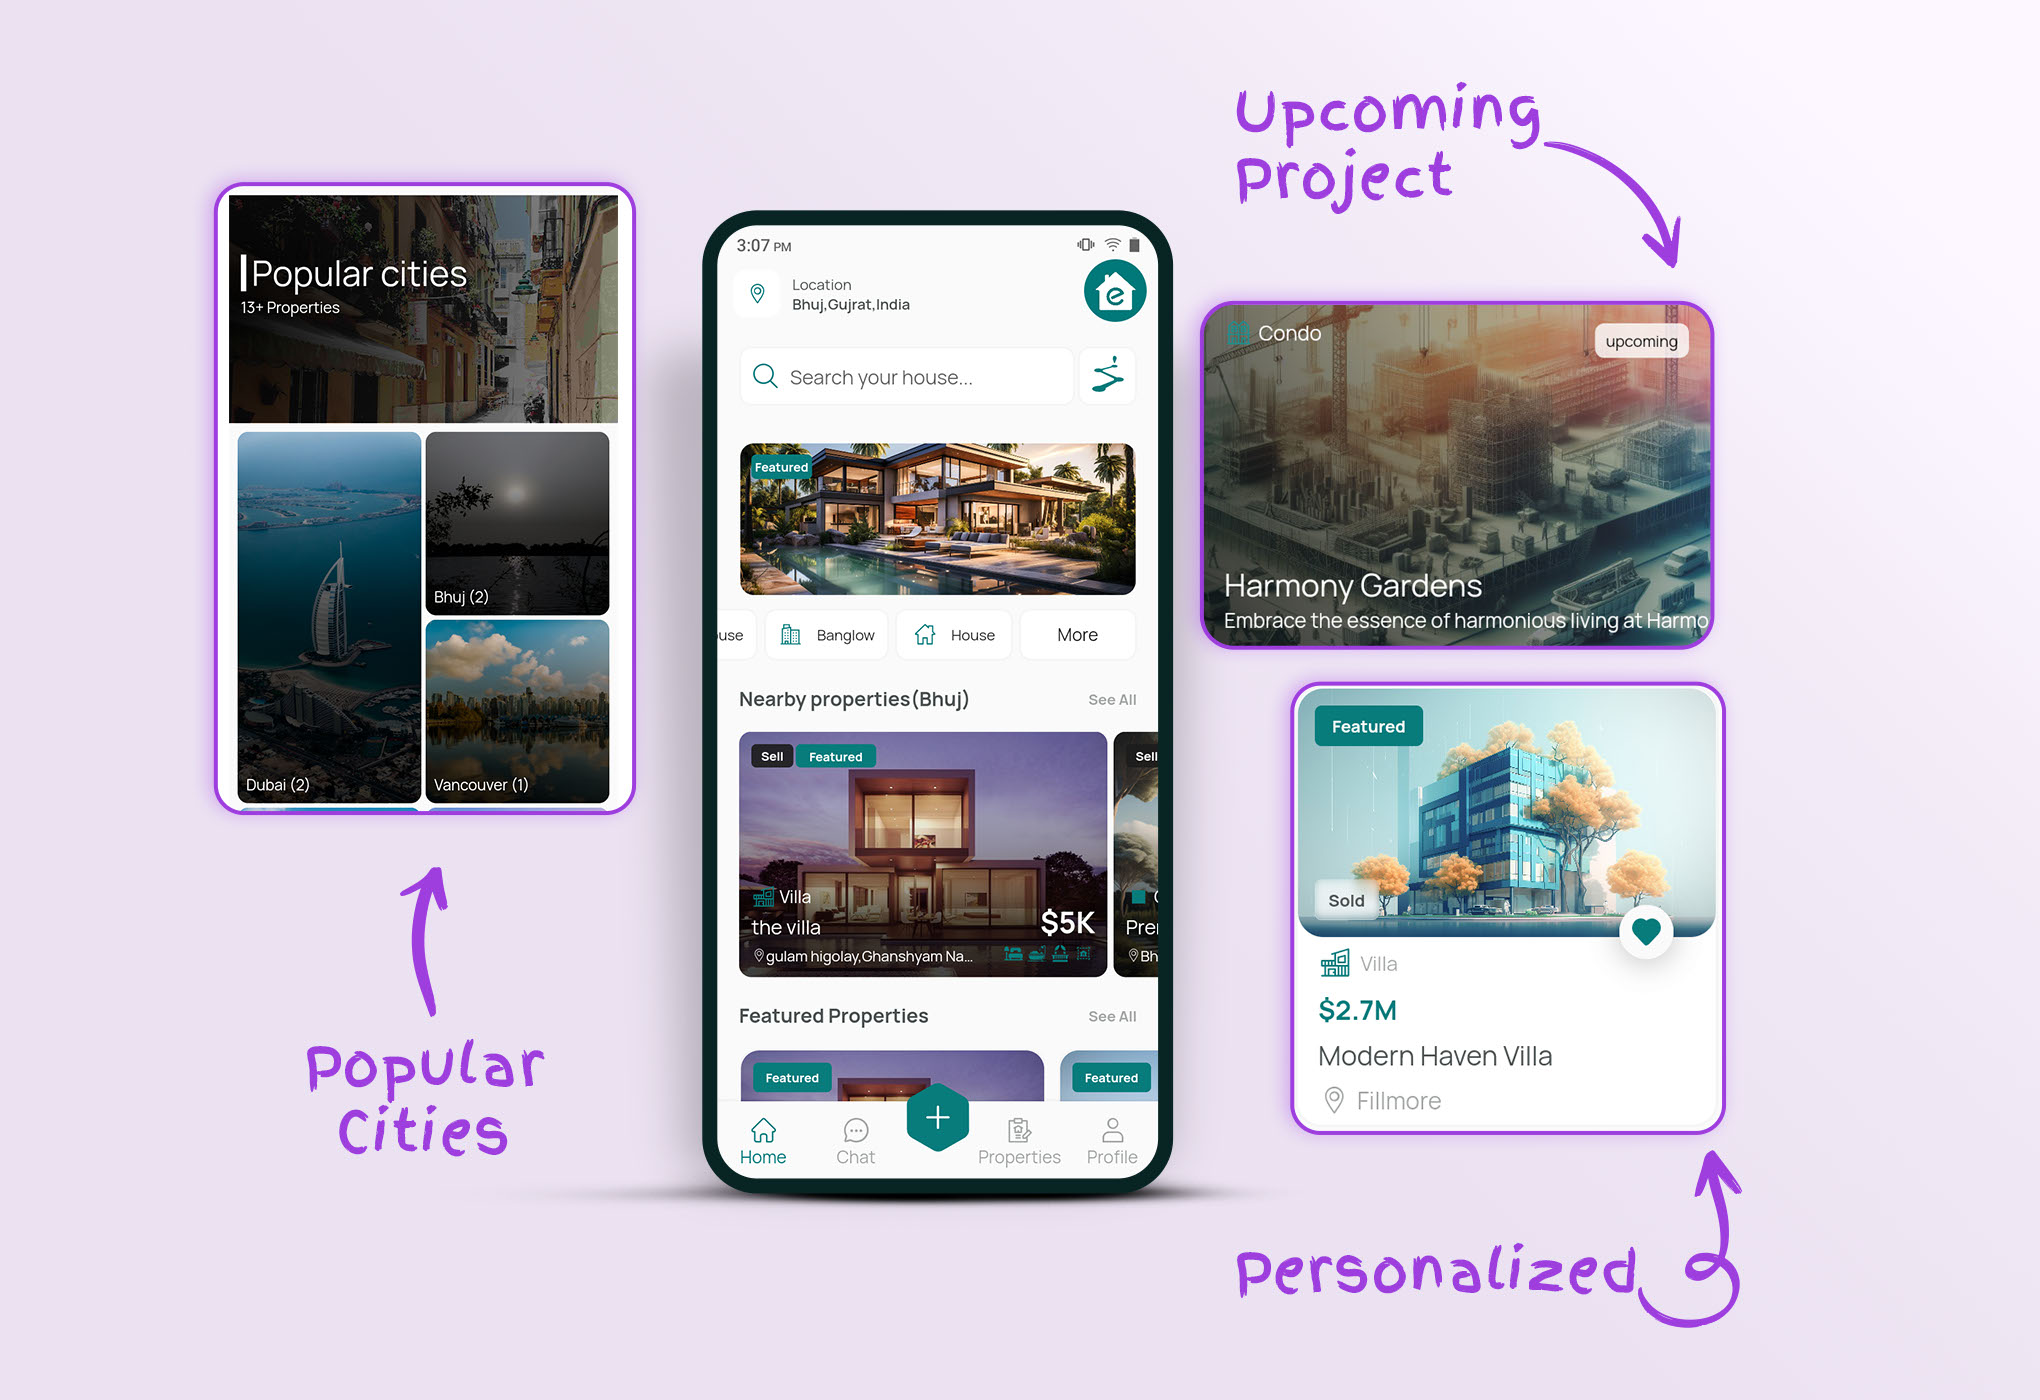 Upcoming
Project
Popular cities
13+ Properties
Bhuj (2)
Dubai (2)
Vancouver (1)
Popular
Cities
3:07 PM
Location
Bhuj,Gujrat,India
e
Search your house...
Featured
use
Banglow
House
More
Nearby properties(Bhuj)
See All
Sell
Featured
Villa
the villa
$5K
gulam higolay,Ghanshyam Na...
Sell
C
Prer
Bh
Featured Properties
See All
Featured
Featured
Home
Chat
Properties
Profile
Condo
upcoming
Harmony Gardens
Embrace the essence of harmonious living at Harmo
Featured
Sold
Villa
$2.7M
Modern Haven Villa
Fillmore
Personalized